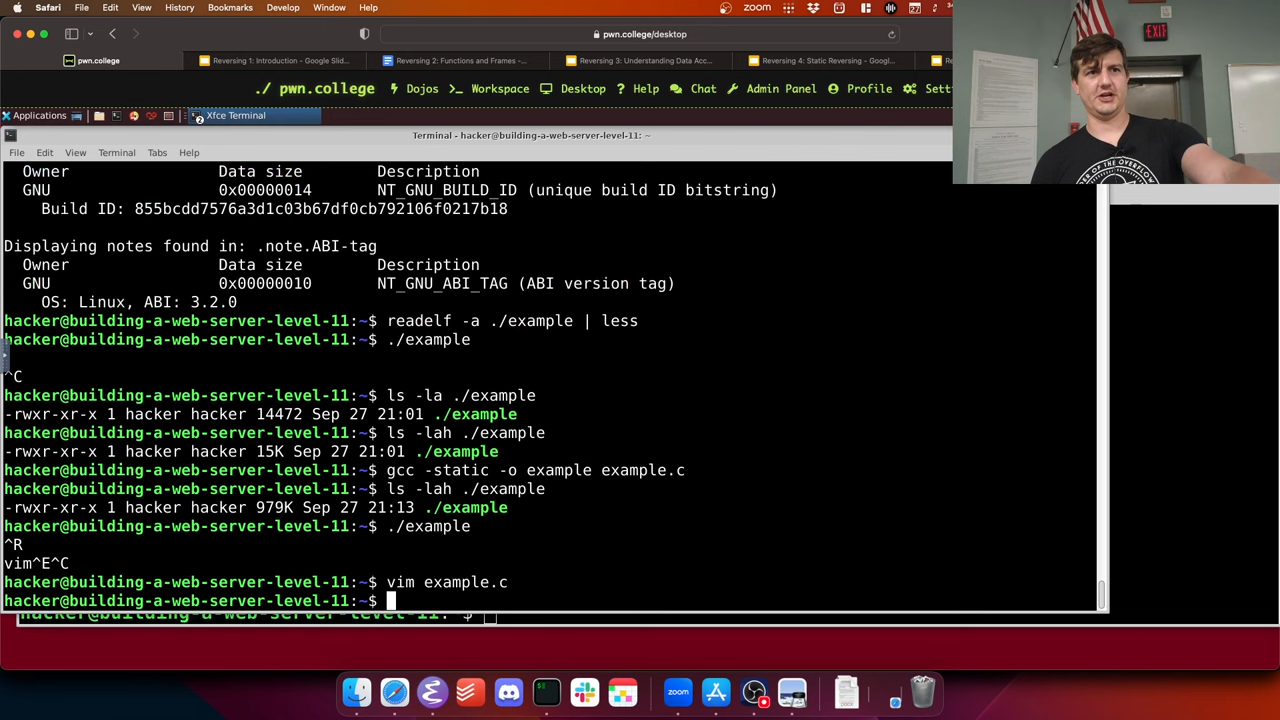 Safari File Edit View History Bookmarks Develop Window Help zoom
pwn.college/desktop
pwn.college Reversing 1: Introduction - Google Slid... Reversing 2: Functions and Frames -... Reversing 3: Understanding Data Acc... Reversing 4: Static Reversing - Googl...
./ pwn.college Dojos >_ Workspace Desktop ? Help Chat Admin Panel Profile Sett
Applications Xfce Terminal
Terminal - hacker@building-a-web-server-level-11: ~
File Edit View Terminal Tabs Help
Owner Data size Description
GNU 0x00000014 NT_GNU_BUILD_ID (unique build ID bitstring)
Build ID: 855bcdd7576a3d1c03b67df0cb792106f0217b18
Displaying notes found in: .note.ABI-tag
Owner Data size Description
GNU 0x00000010 NT_GNU_ABI_TAG (ABI version tag)
OS: Linux, ABI: 3.2.0
hacker@building-a-web-server-level-11:~$ readelf -a ./example | less
hacker@building-a-web-server-level-11:~$ ./example
^C
hacker@building-a-web-server-level-11:~$ ls -la ./example
-rwxr-xr-x 1 hacker hacker 14472 Sep 27 21:01 ./example
hacker@building-a-web-server-level-11:~$ ls -lah ./example
-rwxr-xr-x 1 hacker hacker 15K Sep 27 21:01 ./example
hacker@building-a-web-server-level-11:~$ gcc -static -o example example.c
hacker@building-a-web-server-level-11:~$ ls -lah ./example
-rwxr-xr-x 1 hacker hacker 979K Sep 27 21:13 ./example
hacker@building-a-web-server-level-11:~$ ./example
^R
vim^E^C
hacker@building-a-web-server-level-11:~$ vim example.c
hacker@building-a-web-server-level-11:~$
hacker@building-a-web-server-level-11:~$
EXIT
zoom